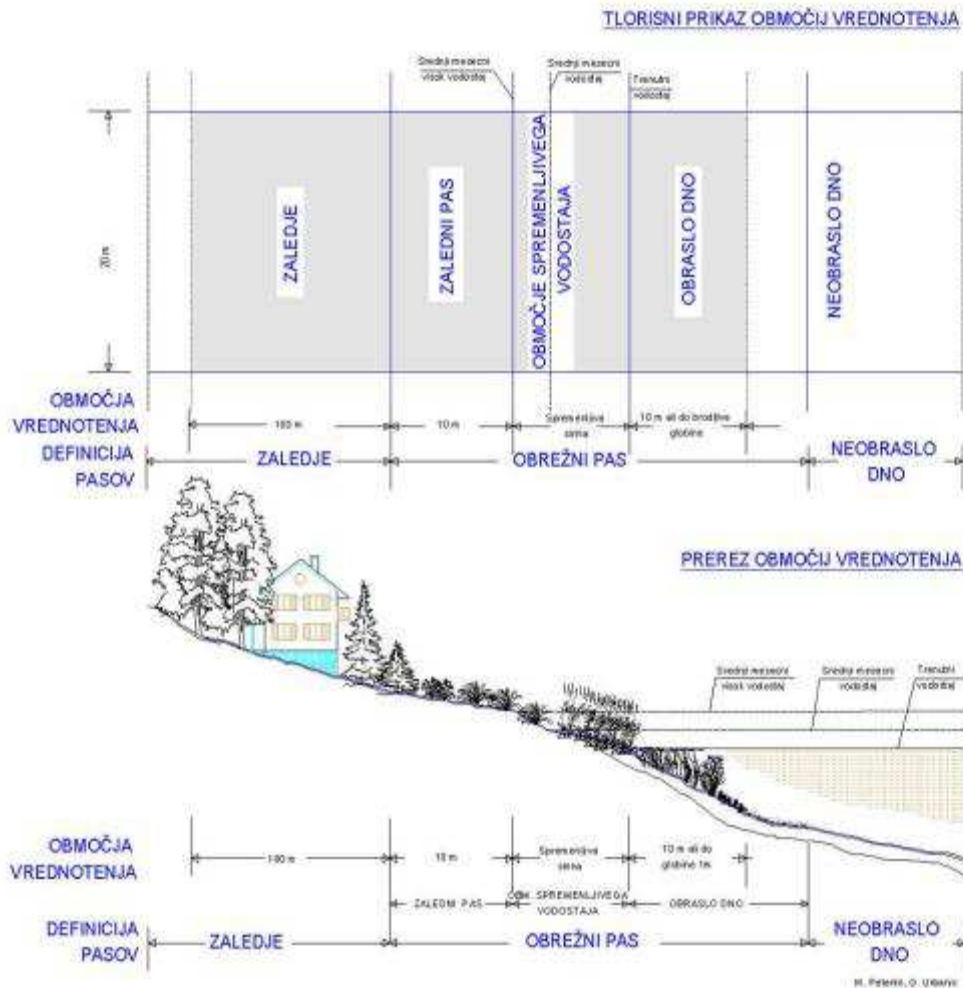 TLORISNI PRIKAZ OBMOČIJ VREDNOTENJA
Srednji mesečni
visok vodostaj
Srednji mesečni
vodostaj
Trenutni
vodostaj
20 m
ZALEDJE
ZALEDNI PAS
OBMOČJE SPREMENLJIVEGA
VODOSTAJA
OBRASLO DNO
NEOBRASLO DNO
OBMOČJA
VREDNOTENJA
100 m
10 m
Spremenljiva
širina
10 m ali do brodljive
globine
DEFINICIJA
PASOV
ZALEDJE
OBREŽNI PAS
NEOBRASLO
DNO
PREREZ OBMOČIJ VREDNOTENJA
Srednji mesečni
visok vodostaj
Srednji mesečni
vodostaj
Trenutni
vodostaj
OBMOČJA
VREDNOTENJA
100 m
10 m
Spremenljiva
širina
10 m ali do
globine 1m
ZALEDNI PAS
OBM. SPREMENLJIVEGA
VODOSTAJA
OBRASLO DNO
DEFINICIJA
PASOV
ZALEDJE
OBREŽNI PAS
NEOBRASLO
DNO
M. Peterlin, G. Urbanič